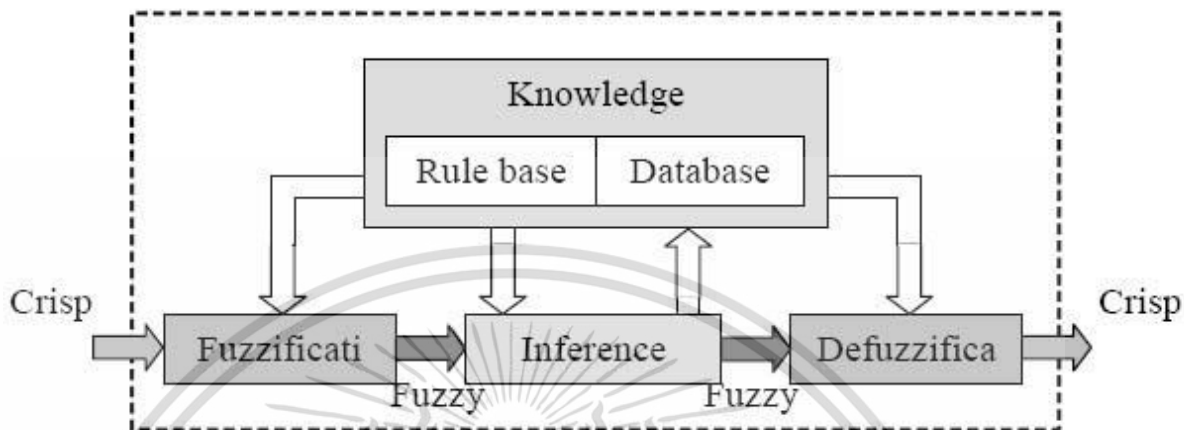 Knowledge
Rule base Database
Crisp Crisp
Fuzzificati Inference Defuzzifica
Fuzzy Fuzzy